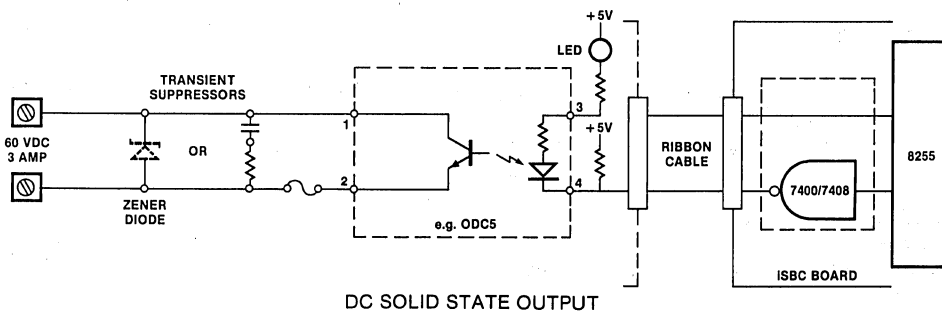 +5V
LED
TRANSIENT
SUPPRESSORS
60 VDC
3 AMP
OR
ZENER
DIODE
1
2
3
4
+5V
e.g. ODC5
RIBBON
CABLE
7400/7408
8255
iSBC BOARD
DC SOLID STATE OUTPUT